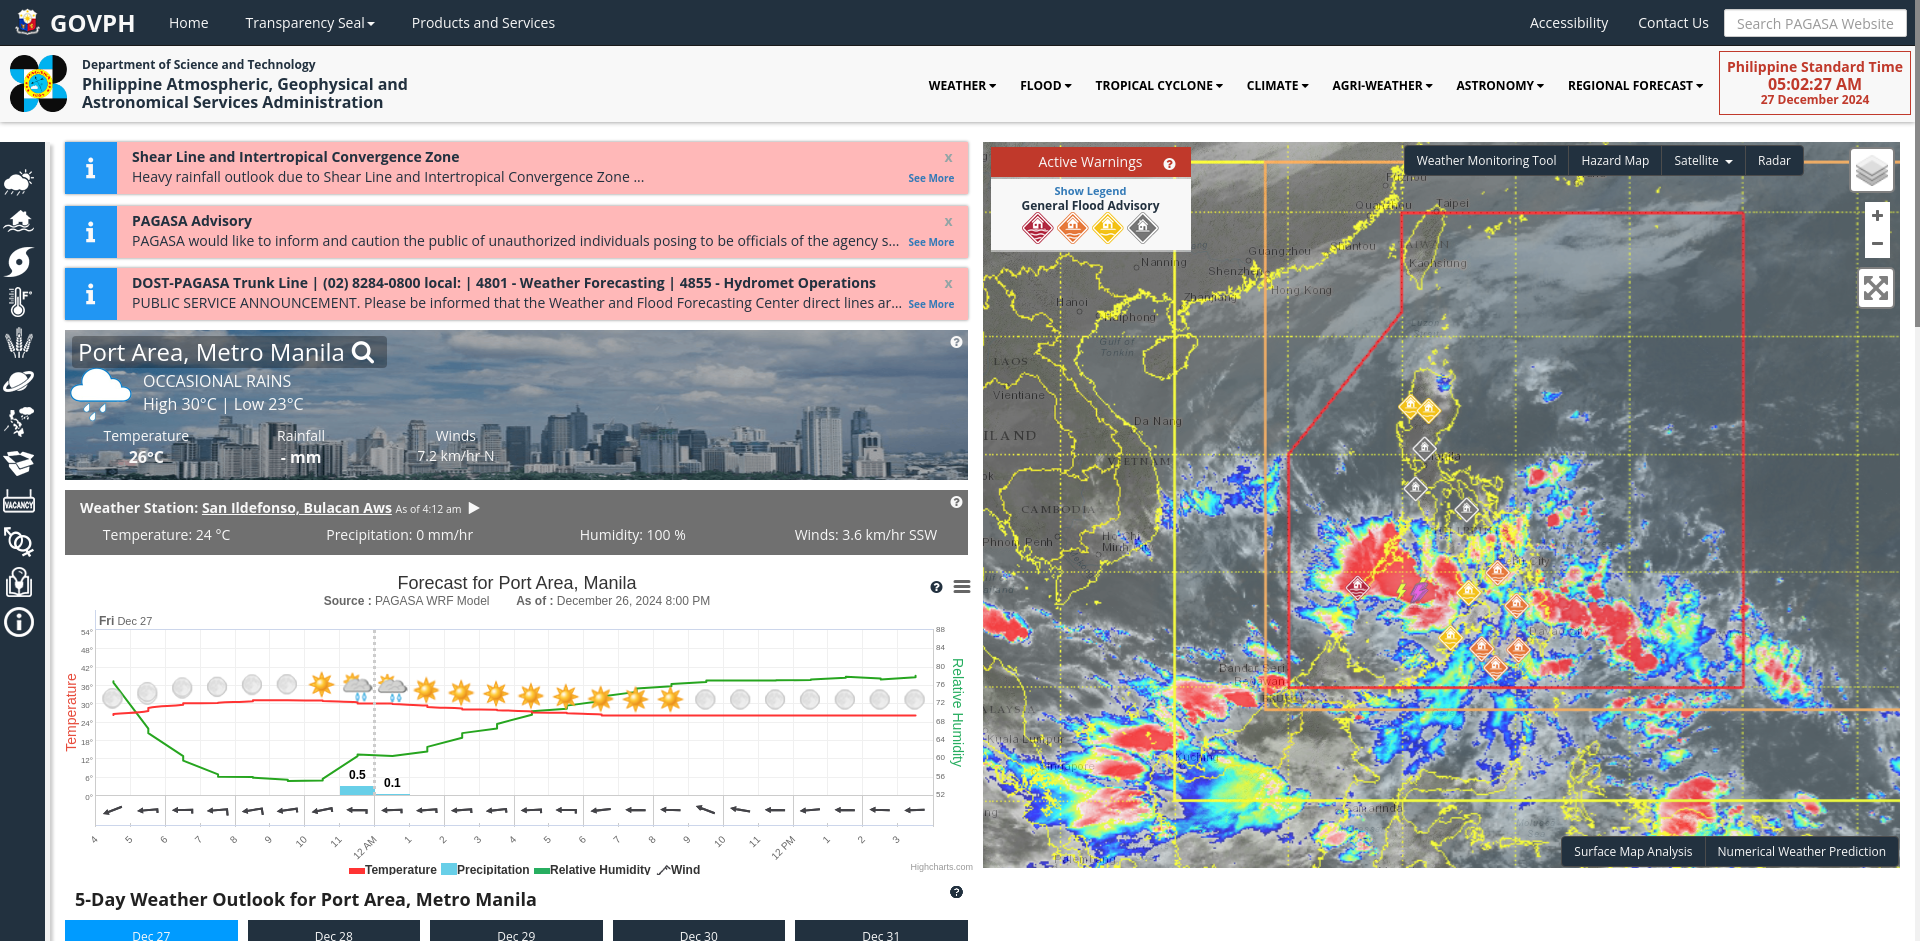 GOVPH
Home
Transparency Seal
Products and Services
Accessibility
Contact Us
Search PAGASA Website
Department of Science and Technology
Philippine Atmospheric, Geophysical and
Astronomical Services Administration
WEATHER
FLOOD
TROPICAL CYCLONE
CLIMATE
AGRI-WEATHER
ASTRONOMY
REGIONAL FORECAST
Philippine Standard Time
05:02:27 AM
27 December 2024
Shear Line and Intertropical Convergence Zone
x
Heavy rainfall outlook due to Shear Line and Intertropical Convergence Zone ...
See More
PAGASA Advisory
x
PAGASA would like to inform and caution the public of unauthorized individuals posing to be officials of the agency s...
See More
DOST-PAGASA Trunk Line | (02) 8284-0800 local: | 4801 - Weather Forecasting | 4855 - Hydromet Operations
x
PUBLIC SERVICE ANNOUNCEMENT. Please be informed that the Weather and Flood Forecasting Center direct lines ar...
See More
VACANCY
Port Area, Metro Manila
OCCASIONAL RAINS
High 30°C | Low 23°C
Temperature
Rainfall
Winds
26°C
- mm
7.2 km/hr N
Weather Station: San Ildefonso, Bulacan Aws As of 4:12 am
Temperature: 24 °C
Precipitation: 0 mm/hr
Humidity: 100 %
Winds: 3.6 km/hr SSW
Forecast for Port Area, Manila
Source : PAGASA WRF Model As of : December 26, 2024 8:00 PM
Fri Dec 27
54°
48°
42°
36°
30°
24°
18°
12°
6°
0°
Temperature
88
84
80
76
72
68
64
60
56
52
Relative Humidity
0.5
0.1
4 5 6 7 8 9 10 11 12 AM 1 2 3 4 5 6 7 8 9 10 11 12 PM 1 2 3
Temperature
Precipitation
Relative Humidity
Wind
Highcharts.com
5-Day Weather Outlook for Port Area, Metro Manila
Dec 27
Dec 28
Dec 29
Dec 30
Dec 31
Active Warnings
Show Legend
General Flood Advisory
Weather Monitoring Tool
Hazard Map
Satellite
Radar
+
−
Taipei
TAIWAN
Kaohsiung
Guangzhou
Shantou
Nanning
Shenzhen
Hong Kong
Zhanjiang
Hanoi
Haiphong
Gulf of
Tonkin
LAOS
Vientiane
Da Nang
ILAND
VIETNAM
CAMBODIA
Phnom Penh
Bandar Seri
Begawan
Kuala Lumpur
Singapore
Kuching
Samarinda
Surface Map Analysis
Numerical Weather Prediction